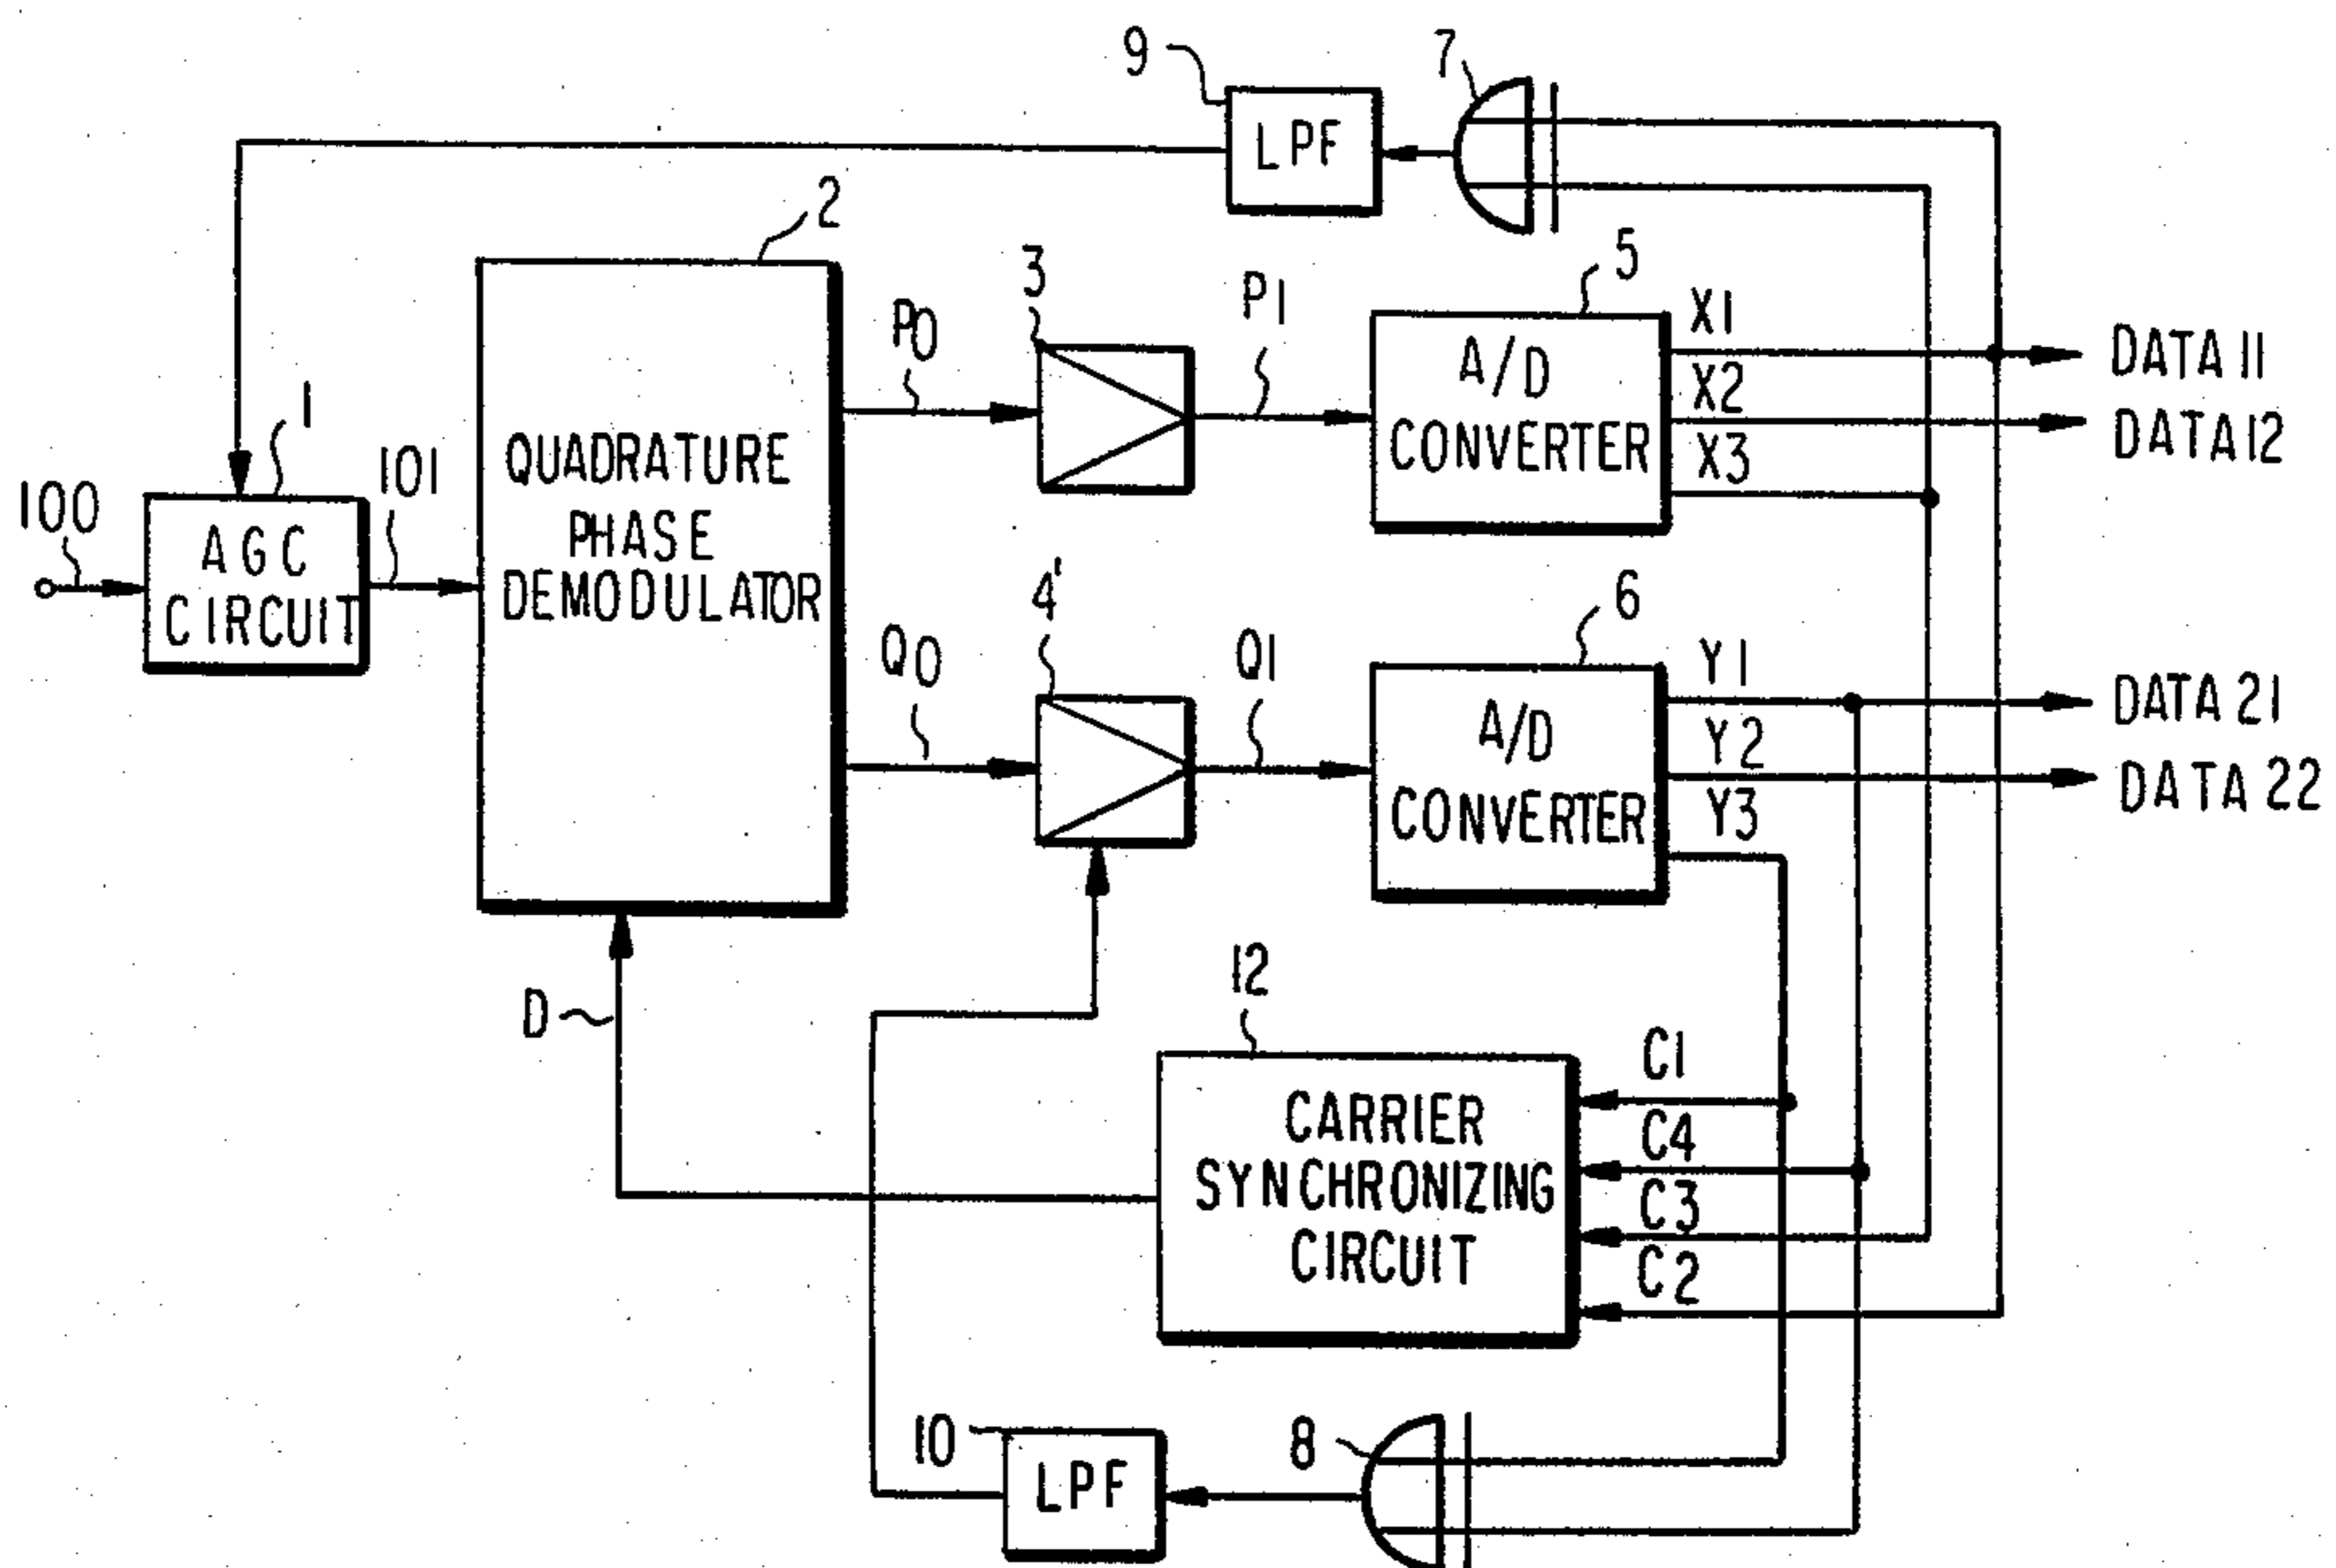 9
7
LPF
2
3
5
P0
P1
X1
A/D
CONVERTER
X2
X3
DATA 11
DATA 12
1
100
101
AGC
CIRCUIT
QUADRATURE
PHASE
DEMODULATOR
4'
6
Q0
Q1
Y1
A/D
CONVERTER
Y2
Y3
DATA 21
DATA 22
D
12
C1
CARRIER
SYNCHRONIZING
CIRCUIT
C4
C3
C2
10
LPF
8